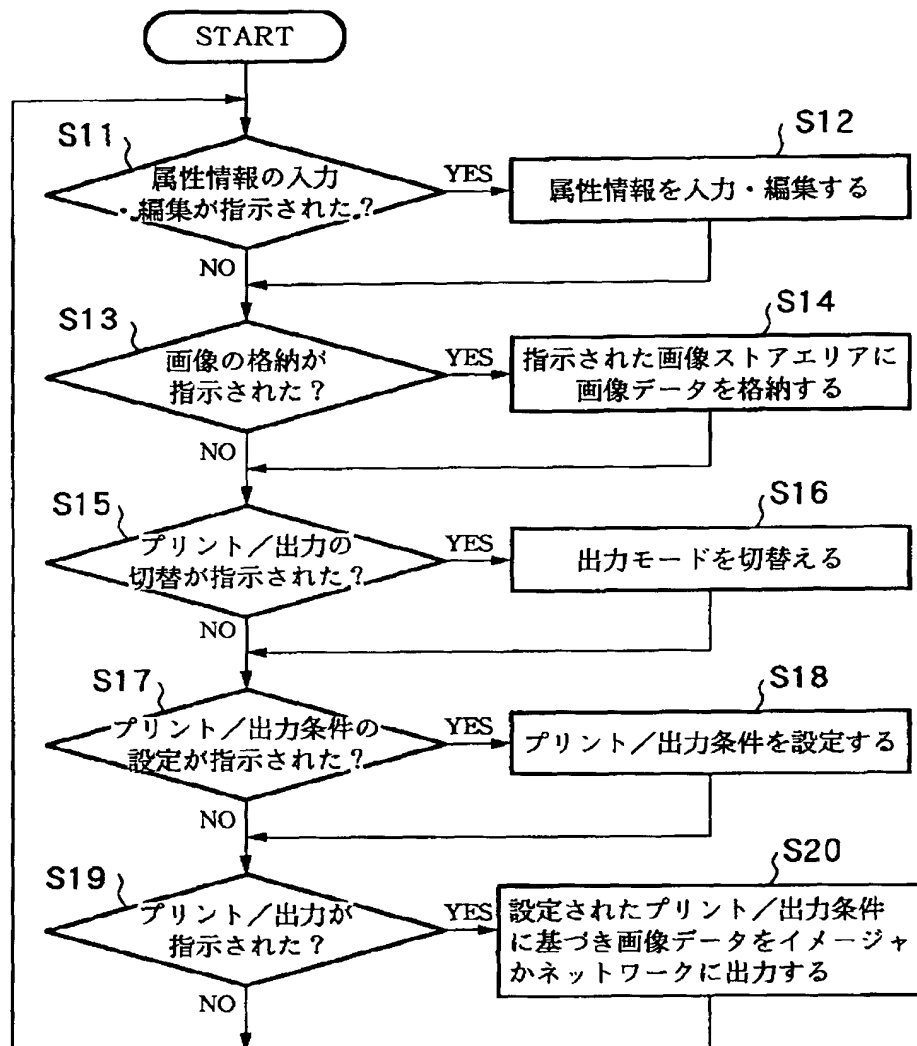 START
S11
属性情報の入力
・編集が指示された？
YES
NO
S12
属性情報を入力・編集する
S13
画像の格納が
指示された？
YES
NO
S14
指示された画像ストアエリアに
画像データを格納する
S15
プリント／出力の
切替が指示された？
YES
NO
S16
出力モードを切替える
S17
プリント／出力条件の
設定が指示された？
YES
NO
S18
プリント／出力条件を設定する
S19
プリント／出力が
指示された？
YES
NO
S20
設定されたプリント／出力条件
に基づき画像データをイメージャ
かネットワークに出力する